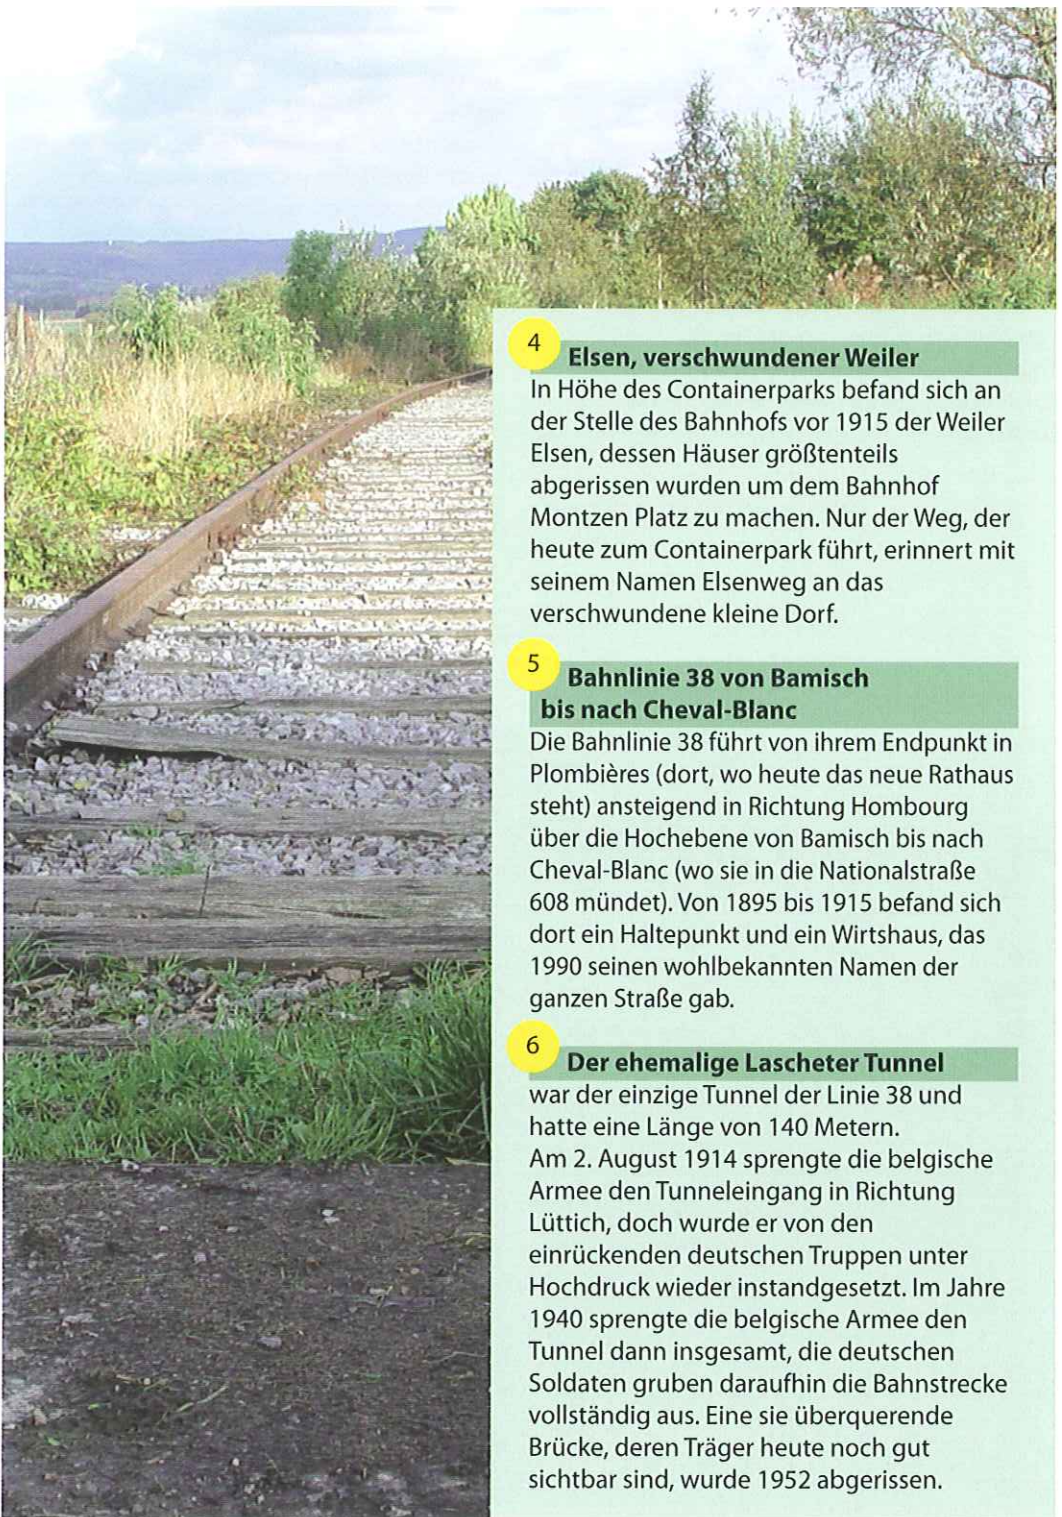 4
Elsen, verschwundener Weiler
In Höhe des Containerparks befand sich an
der Stelle des Bahnhofs vor 1915 der Weiler
Elsen, dessen Häuser größtenteils
abgerissen wurden um dem Bahnhof
Montzen Platz zu machen. Nur der Weg, der
heute zum Containerpark führt, erinnert mit
seinem Namen Elsenweg an das
verschwundene kleine Dorf.
5
Bahnlinie 38 von Bamisch
bis nach Cheval-Blanc
Die Bahnlinie 38 führt von ihrem Endpunkt in
Plombières (dort, wo heute das neue Rathaus
steht) ansteigend in Richtung Hombourg
über die Hochebene von Bamisch bis nach
Cheval-Blanc (wo sie in die Nationalstraße
608 mündet). Von 1895 bis 1915 befand sich
dort ein Haltepunkt und ein Wirtshaus, das
1990 seinen wohlbekannten Namen der
ganzen Straße gab.
6
Der ehemalige Lascheter Tunnel
war der einzige Tunnel der Linie 38 und
hatte eine Länge von 140 Metern.
Am 2. August 1914 sprengte die belgische
Armee den Tunneleingang in Richtung
Lüttich, doch wurde er von den
einrückenden deutschen Truppen unter
Hochdruck wieder instandgesetzt. Im Jahre
1940 sprengte die belgische Armee den
Tunnel dann insgesamt, die deutschen
Soldaten gruben daraufhin die Bahnstrecke
vollständig aus. Eine sie überquerende
Brücke, deren Träger heute noch gut
sichtbar sind, wurde 1952 abgerissen.